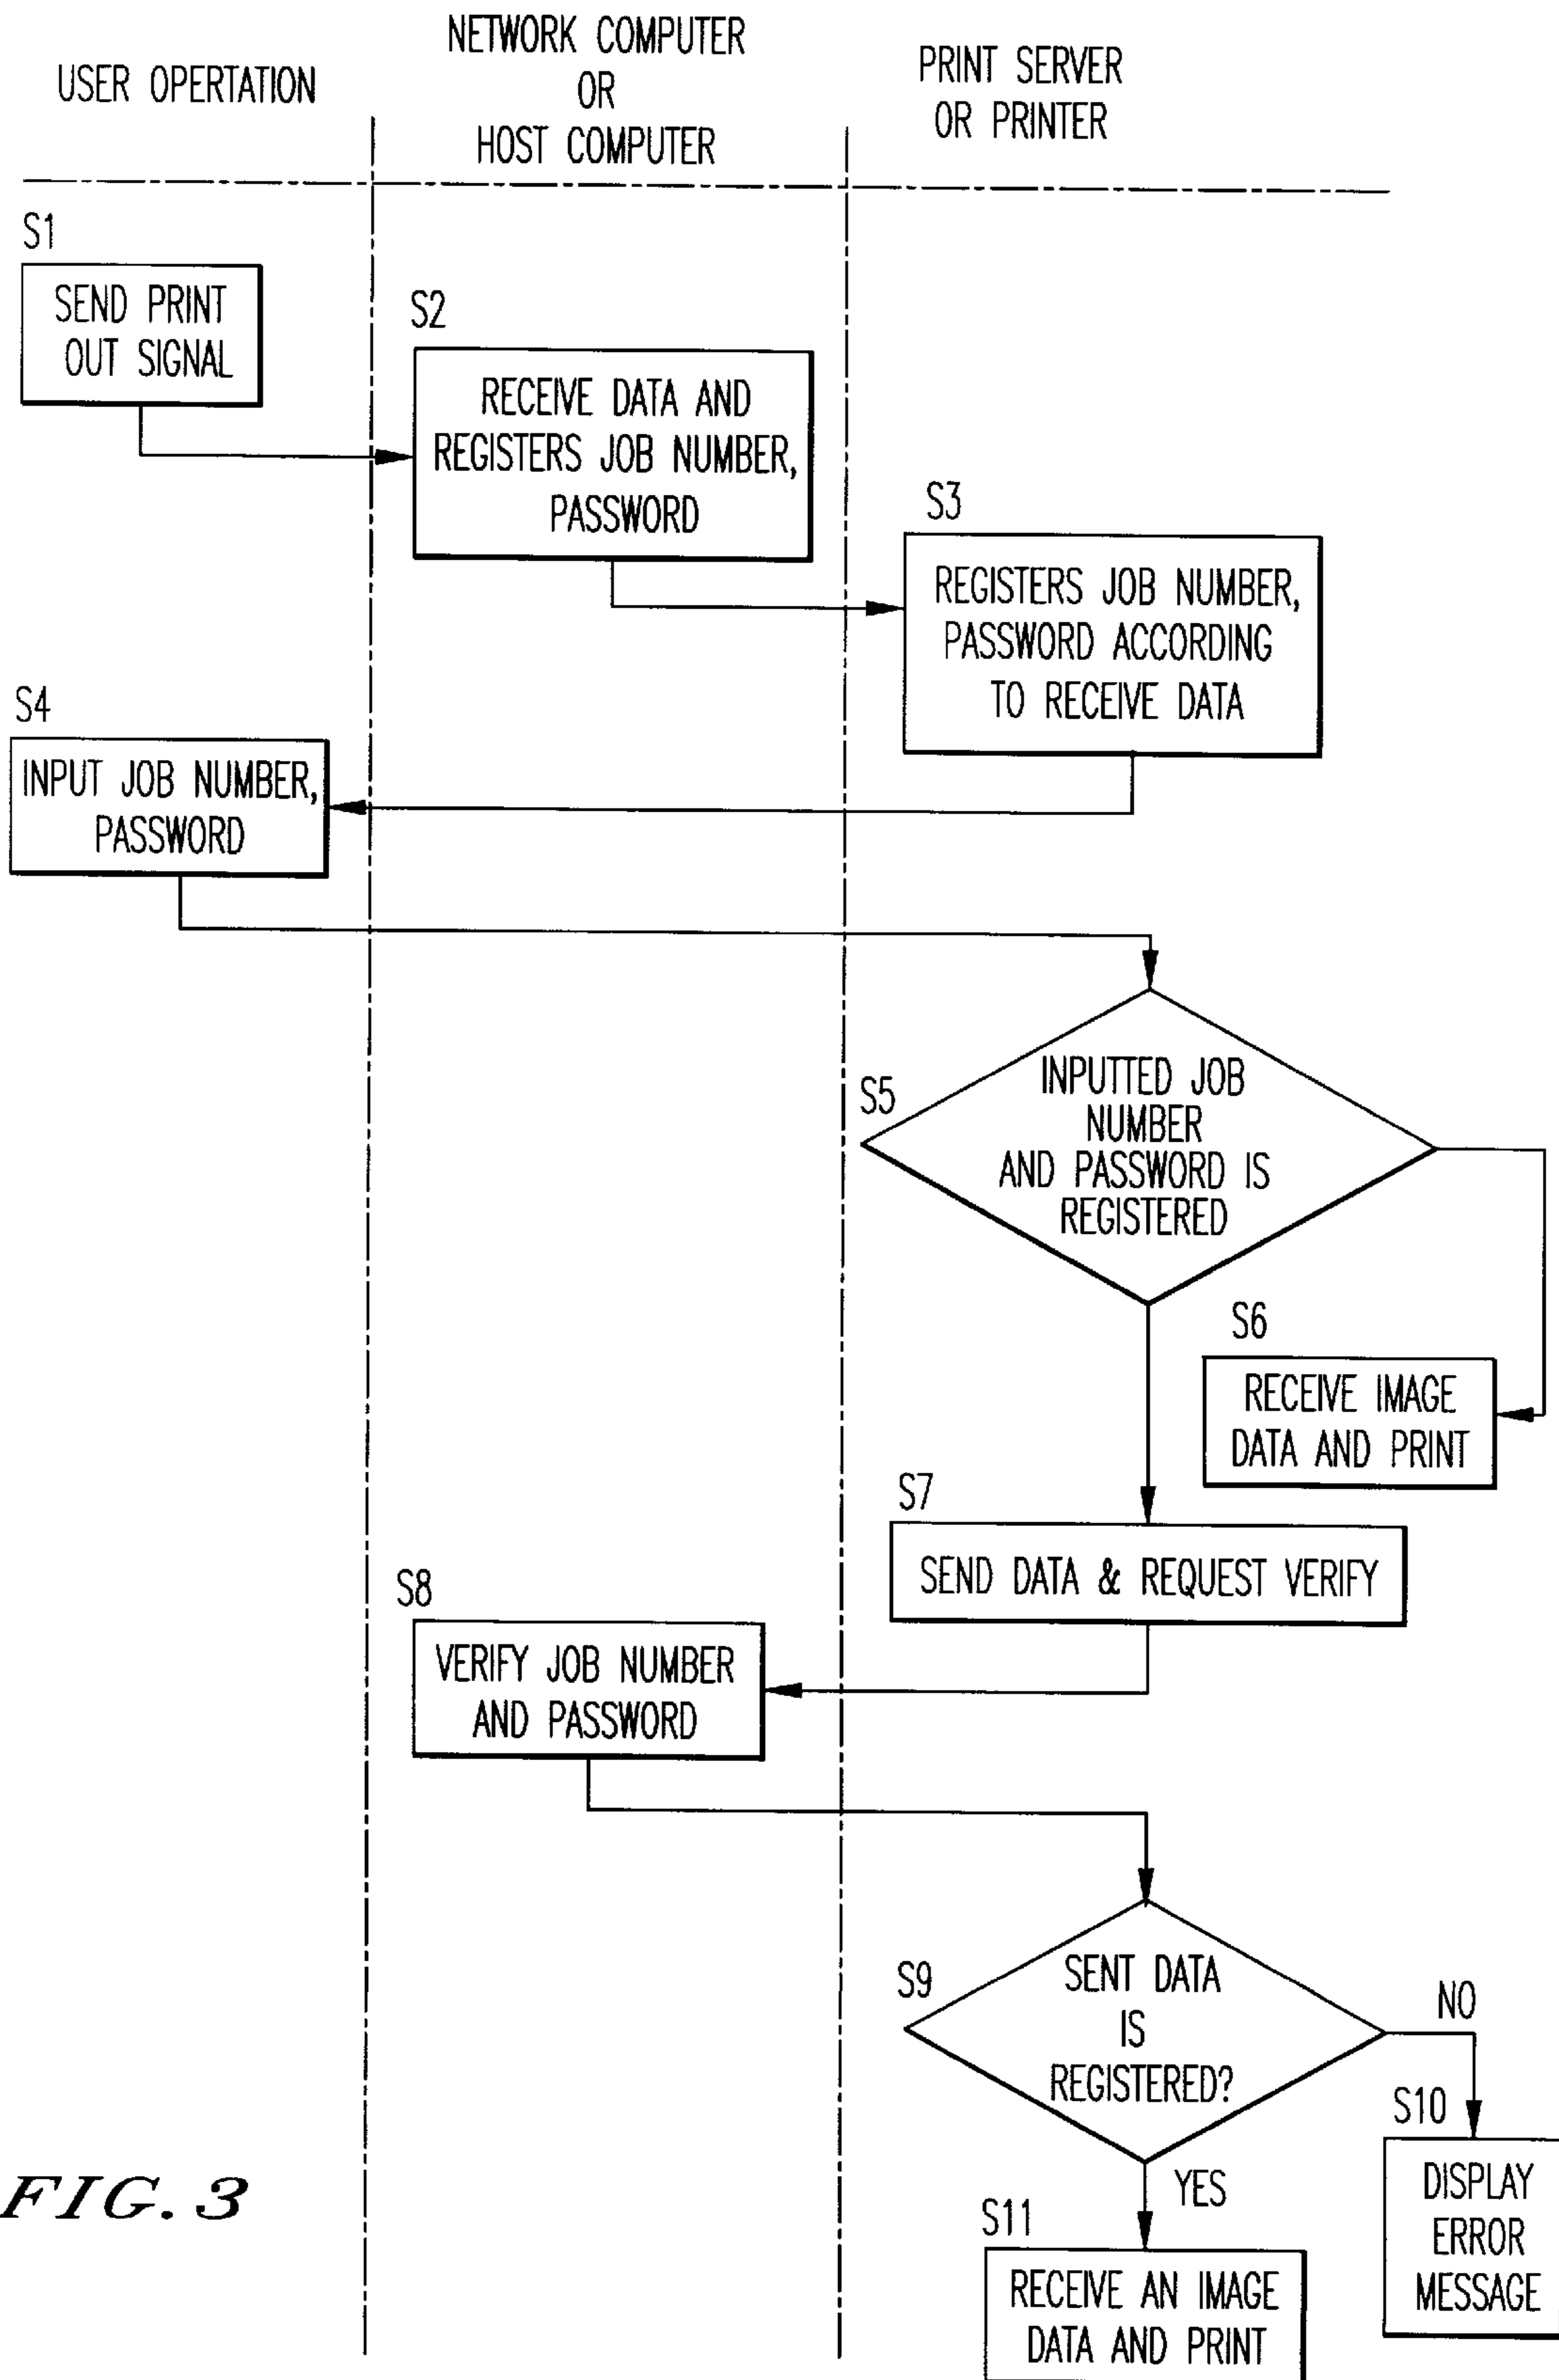 USER OPERTATION
NETWORK COMPUTER
OR
HOST COMPUTER
PRINT SERVER
OR PRINTER
S1
SEND PRINT
OUT SIGNAL
S2
RECEIVE DATA AND
REGISTERS JOB NUMBER,
PASSWORD
S3
REGISTERS JOB NUMBER,
PASSWORD ACCORDING
TO RECEIVE DATA
S4
INPUT JOB NUMBER,
PASSWORD
S5
INPUTTED JOB
NUMBER
AND PASSWORD IS
REGISTERED
S6
RECEIVE IMAGE
DATA AND PRINT
S7
SEND DATA & REQUEST VERIFY
S8
VERIFY JOB NUMBER
AND PASSWORD
S9
SENT DATA
IS
REGISTERED?
NO
S10
DISPLAY
ERROR
MESSAGE
YES
S11
RECEIVE AN IMAGE
DATA AND PRINT
FIG. 3